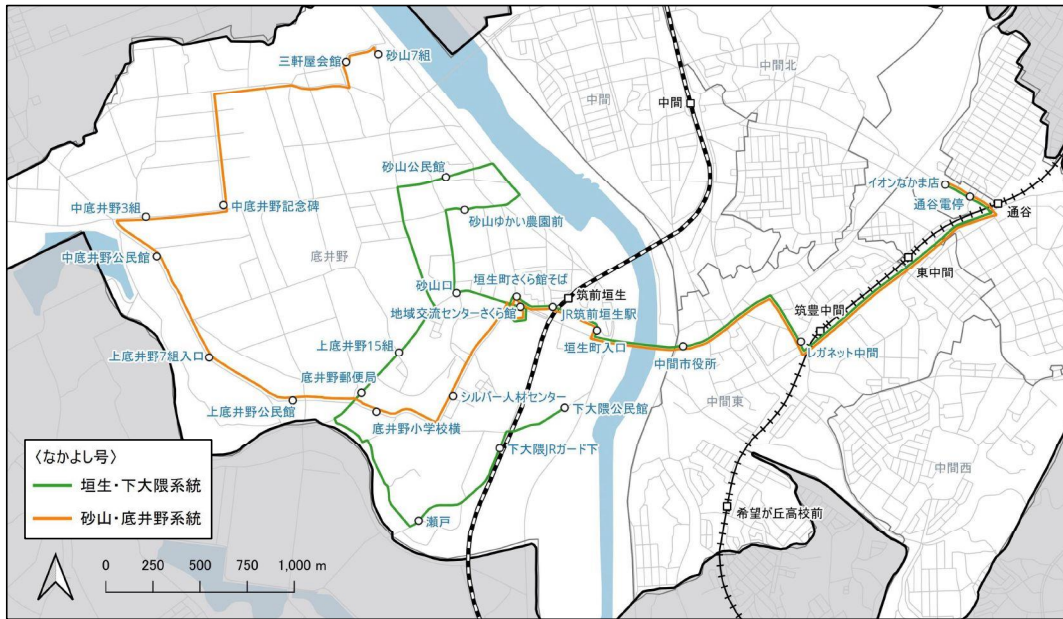 三軒屋会館
砂山7組
中間北
中間
中間
砂山公民館
イオンなかま店
通谷電停
中底井野3組
中底井野記念碑
砂山ゆかい農園前
通谷
中底井野公民館
底井野
東中間
砂山口
垣生町さくら館そば
筑前垣生
地域交流センターさくら館
JR筑前垣生駅
筑豊中間
上底井野7組入口
上底井野15組
垣生町入口
中間市役所
レガネット中間
底井野郵便局
上底井野公民館
シルバー人材センター
下大隈公民館
中間東
底井野小学校横
〈なかよし号〉
下大隈JRガード下
中間西
垣生・下大隈系統
砂山・底井野系統
瀬戸
希望が丘高校前
0 250 500 750 1,000 m